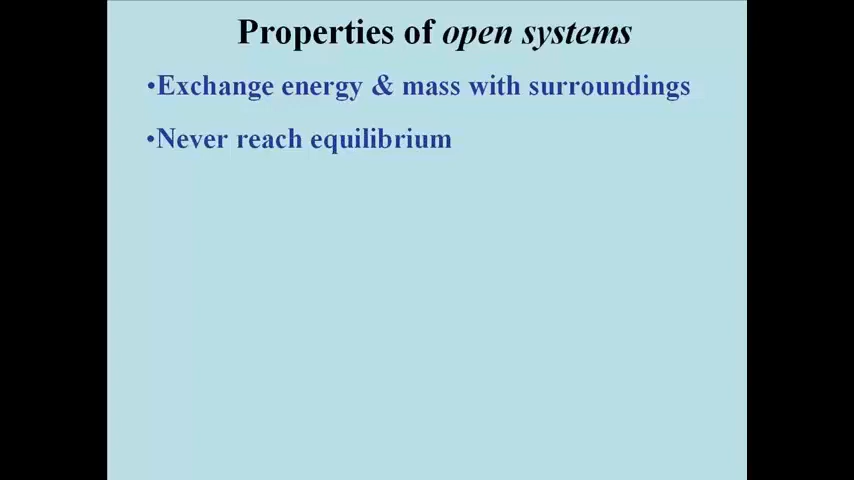 Properties of open systems
•Exchange energy & mass with surroundings
•Never reach equilibrium